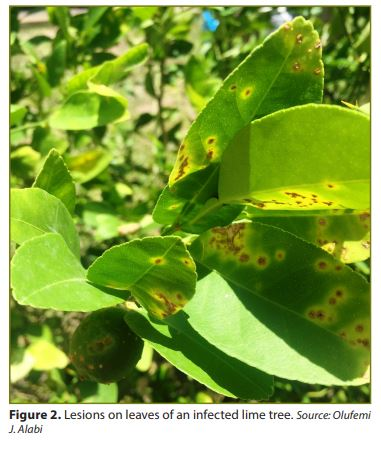 Figure 2. Lesions on leaves of an infected lime tree. Source: Olufemi
J. Alabi